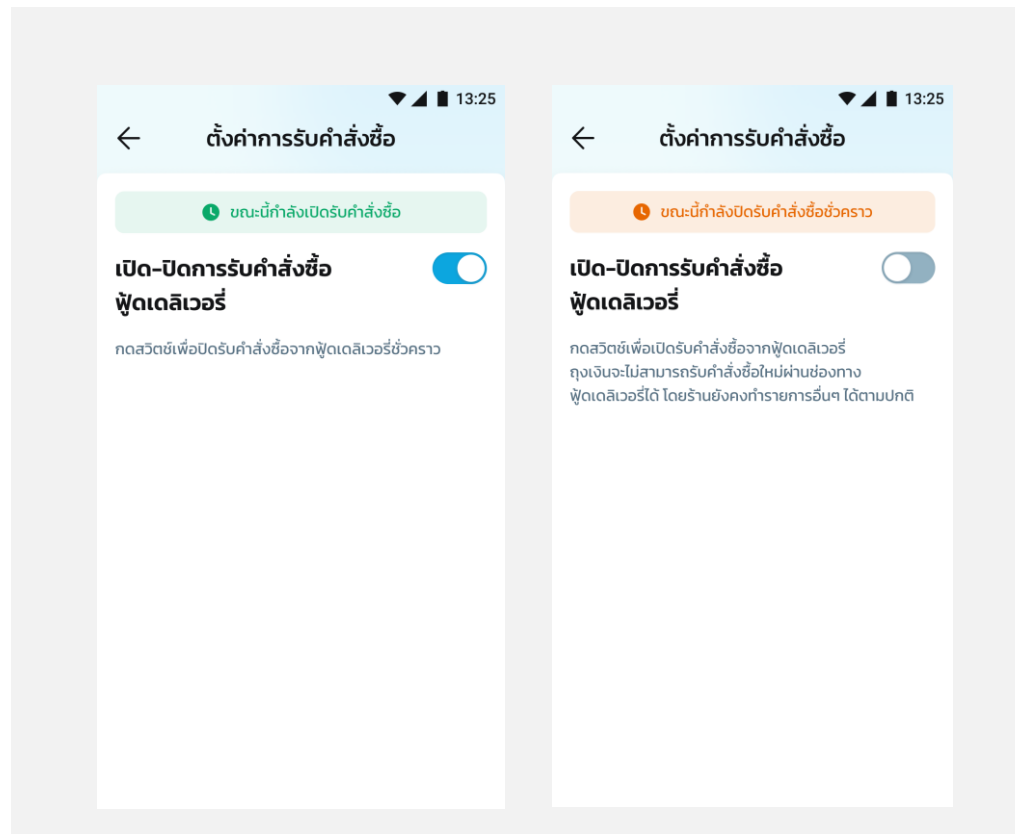 13:25
ตั้งค่าการรับคำสั่งซื้อ
ขณะนี้กำลังเปิดรับคำสั่งซื้อ
เปิด-ปิดการรับคำสั่งซื้อ
ฟู้ดเดลิเวอรี่
กดสวิตช์เพื่อปิดรับคำสั่งซื้อจากฟู้ดเดลิเวอรี่ชั่วคราว
13:25
ตั้งค่าการรับคำสั่งซื้อ
ขณะนี้กำลังปิดรับคำสั่งซื้อชั่วคราว
เปิด-ปิดการรับคำสั่งซื้อ
ฟู้ดเดลิเวอรี่
กดสวิตช์เพื่อเปิดรับคำสั่งซื้อจากฟู้ดเดลิเวอรี่
ถุงเงินจะไม่สามารถรับคำสั่งซื้อใหม่ผ่านช่องทาง
ฟู้ดเดลิเวอรี่ได้ โดยร้านยังคงทำรายการอื่นๆ ได้ตามปกติ